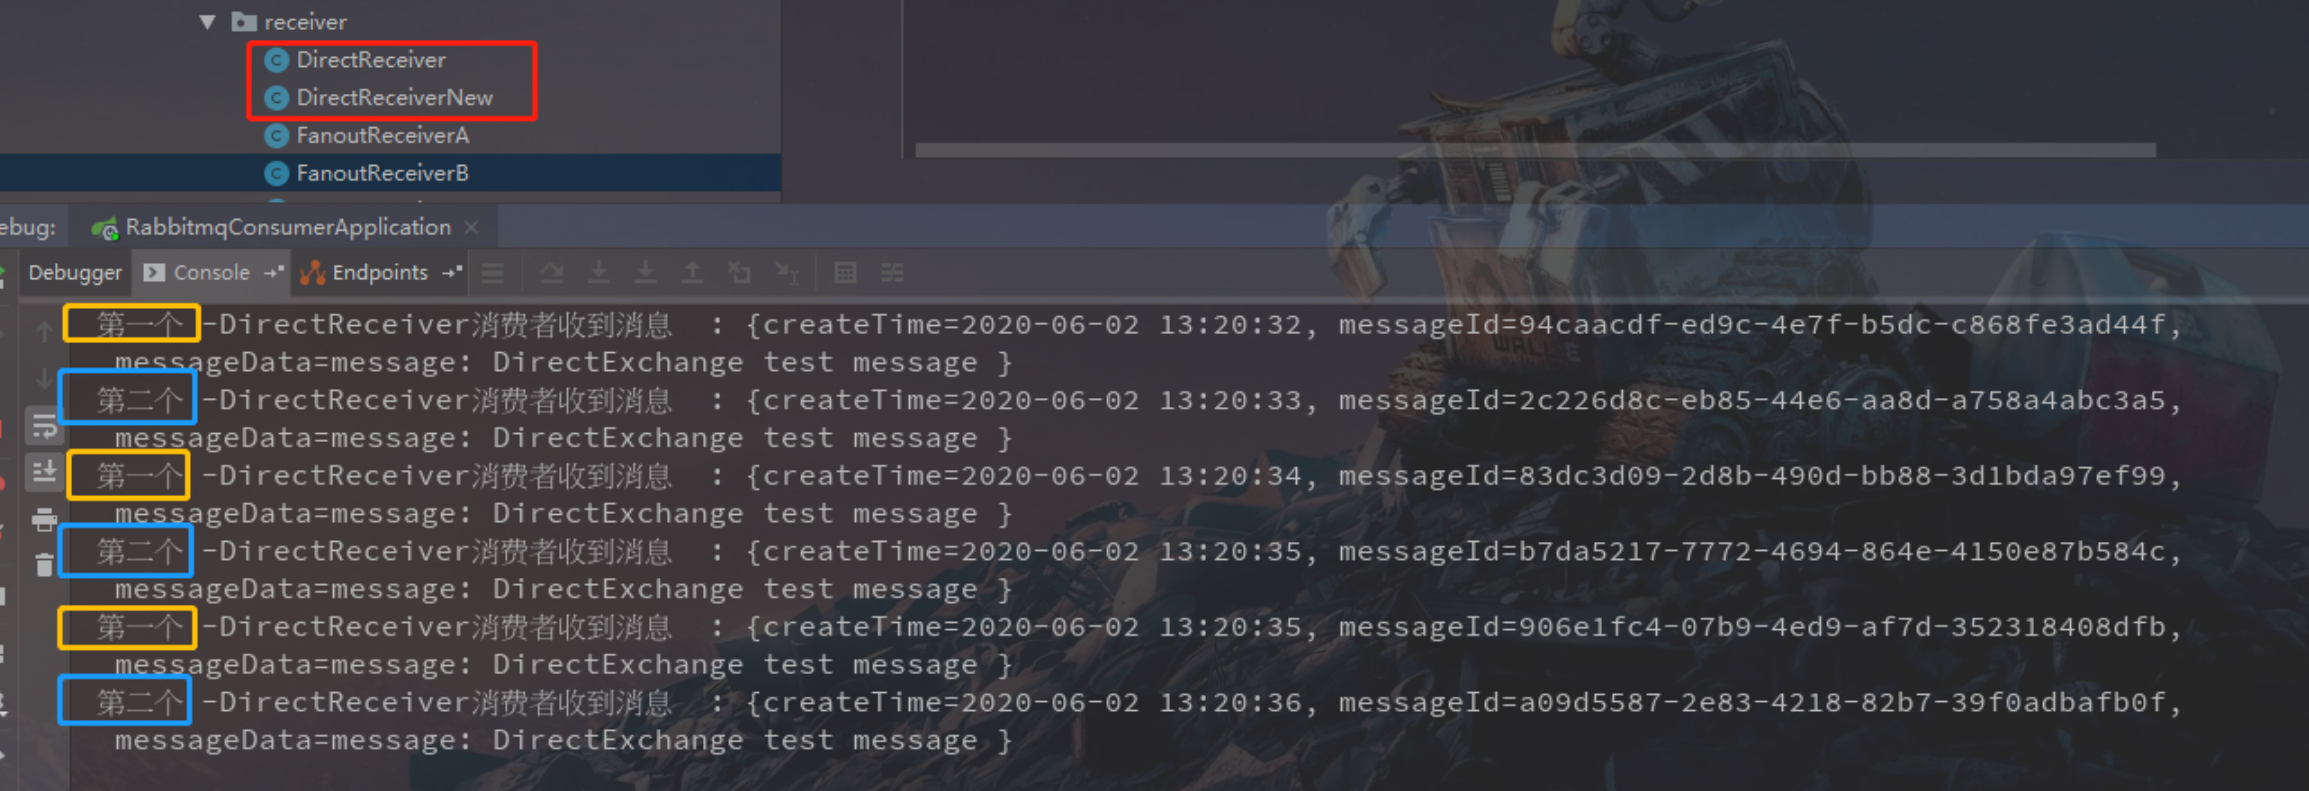 receiver
DirectReceiver
DirectReceiverNew
FanoutReceiverA
FanoutReceiverB
ebug: RabbitmqConsumerApplication
Debugger Console Endpoints
第一个 -DirectReceiver消费者收到消息 : {createTime=2020-06-02 13:20:32, messageId=94caacdf-ed9c-4e7f-b5dc-c868fe3ad44f,
messageData=message: DirectExchange test message }
第二个 -DirectReceiver消费者收到消息 : {createTime=2020-06-02 13:20:33, messageId=2c226d8c-eb85-44e6-aa8d-a758a4abc3a5,
messageData=message: DirectExchange test message }
第一个 -DirectReceiver消费者收到消息 : {createTime=2020-06-02 13:20:34, messageId=83dc3d09-2d8b-490d-bb88-3d1bda97ef99,
messageData=message: DirectExchange test message }
第二个 -DirectReceiver消费者收到消息 : {createTime=2020-06-02 13:20:35, messageId=b7da5217-7772-4694-864e-4150e87b584c,
messageData=message: DirectExchange test message }
第一个 -DirectReceiver消费者收到消息 : {createTime=2020-06-02 13:20:35, messageId=906e1fc4-07b9-4ed9-af7d-352318408dfb,
messageData=message: DirectExchange test message }
第二个 -DirectReceiver消费者收到消息 : {createTime=2020-06-02 13:20:36, messageId=a09d5587-2e83-4218-82b7-39f0adbafb0f,
messageData=message: DirectExchange test message }